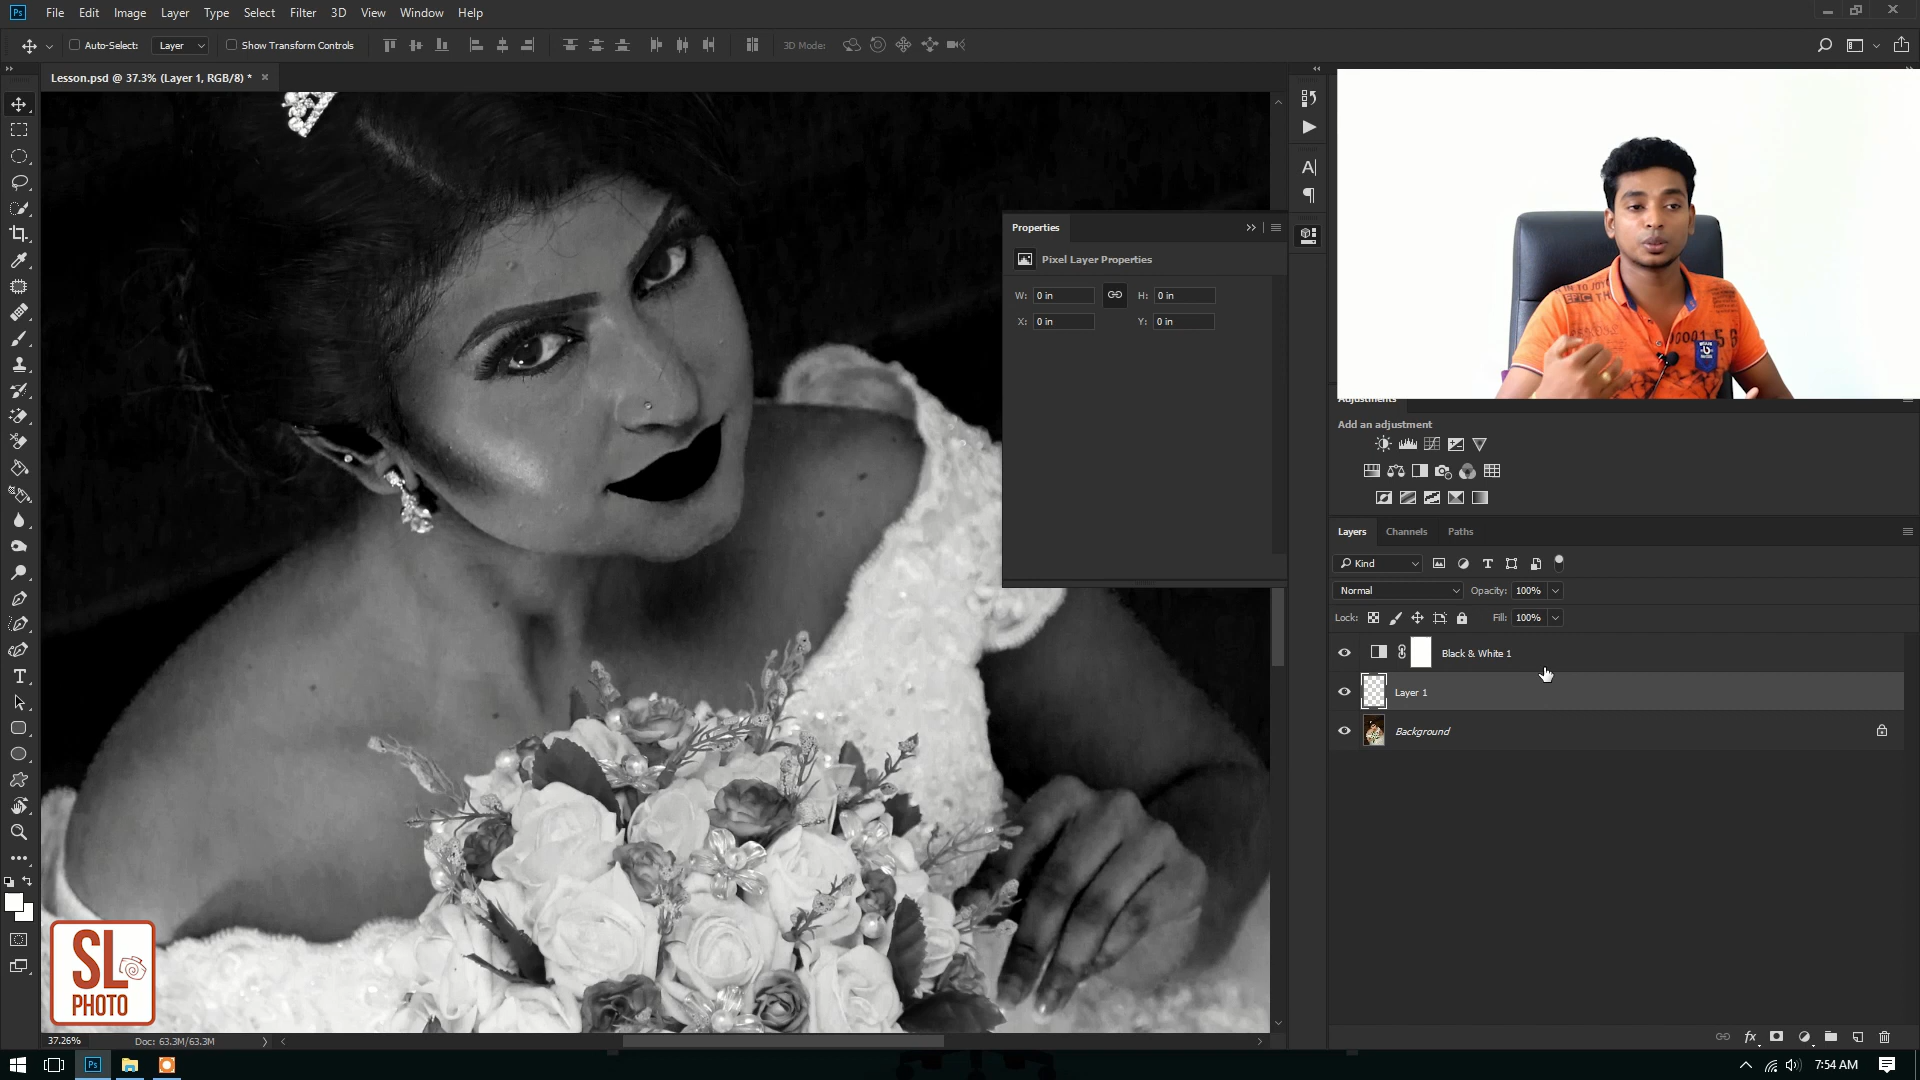 Ps File Edit Image Layer Type Select Filter 3D View Window Help
Auto-Select: Layer Show Transform Controls 3D Mode:
Lesson.psd @ 37.3% (Layer 1, RGB/8) * ×
Properties
Pixel Layer Properties
W: 0 in H: 0 in
X: 0 in Y: 0 in
Adjustments
Add an adjustment
Layers Channels Paths
Kind
Normal Opacity: 100%
Lock: Fill: 100%
Black & White 1
Layer 1
Background
SL
PHOTO
37.26% Doc: 63.3M/63.3M
Ps 7:54 AM